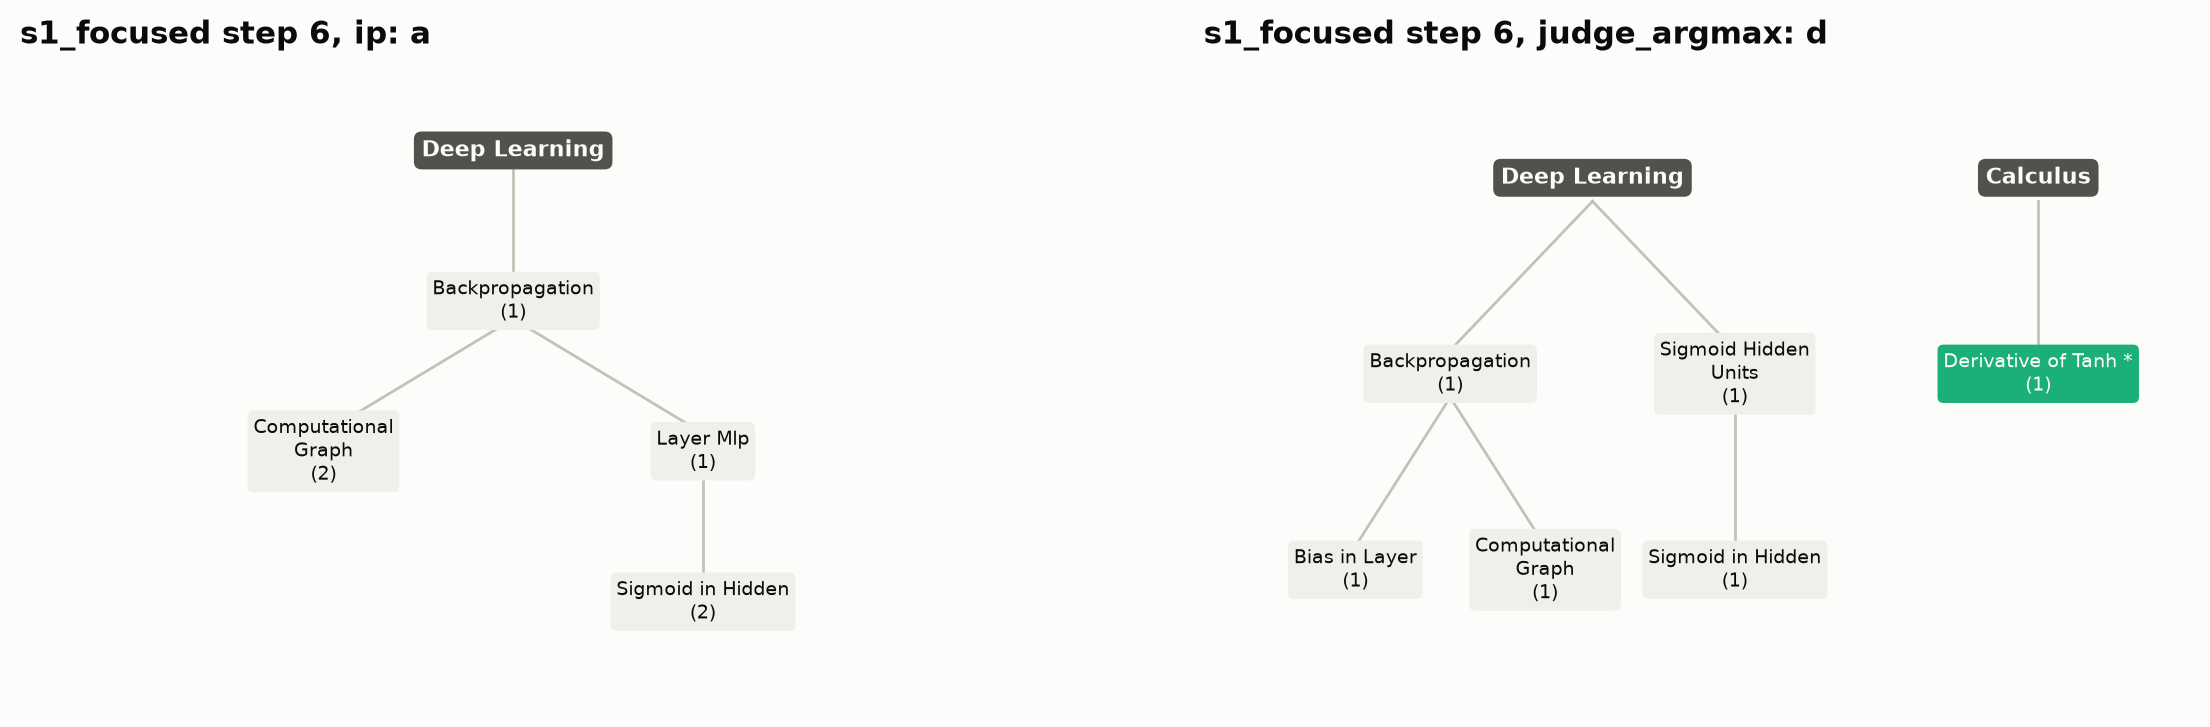 s1_focused step 6, ip: a
Deep Learning
Backpropagation
(1)
Computational
Graph
(2)
Layer Mlp
(1)
Sigmoid in Hidden
(2)
s1_focused step 6, judge_argmax: d
Deep Learning
Calculus
Backpropagation
(1)
Sigmoid Hidden
Units
(1)
Derivative of Tanh *
(1)
Bias in Layer
(1)
Computational
Graph
(1)
Sigmoid in Hidden
(1)